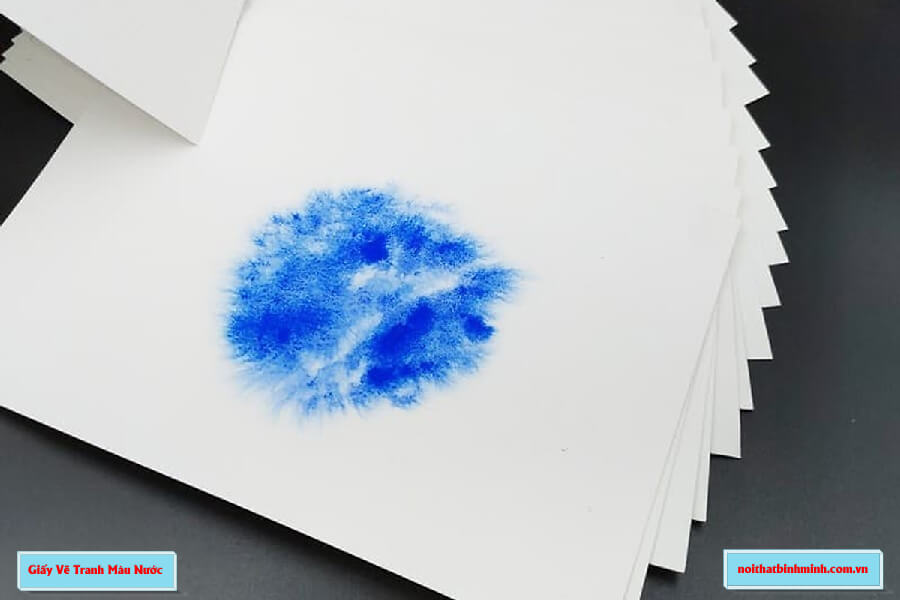 Giấy Vẽ Tranh Màu Nước
noithatbinhminh.com.vn